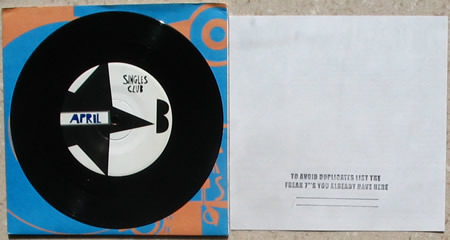 SINGLES
CLUB
APRIL
B
TO AVOID DUPLICATES LIST THE
FREAK 7"S YOU ALREADY HAVE HERE